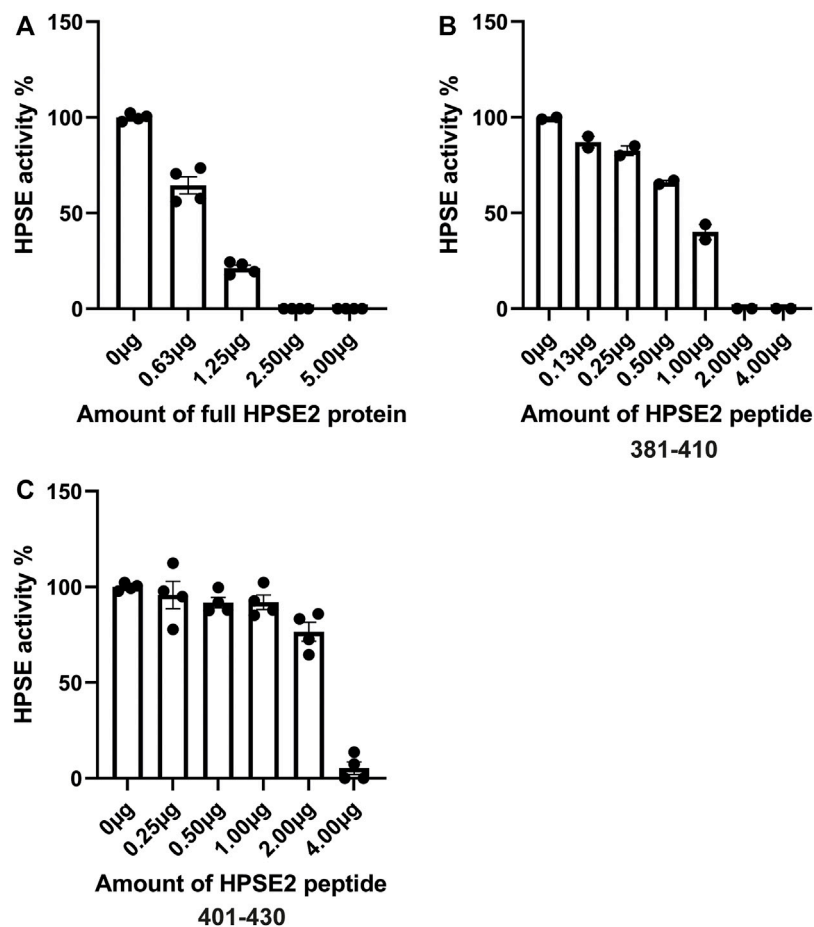 A
150
100
50
0
HPSE activity %
0µg
0.63µg
1.25µg
2.50µg
5.00µg
Amount of full HPSE2 protein
B
150
100
50
0
HPSE activity %
0µg
0.13µg
0.25µg
0.50µg
1.00µg
2.00µg
4.00µg
Amount of HPSE2 peptide
381-410
C
150
100
50
0
HPSE activity %
0µg
0.25µg
0.50µg
1.00µg
2.00µg
4.00µg
Amount of HPSE2 peptide
401-430